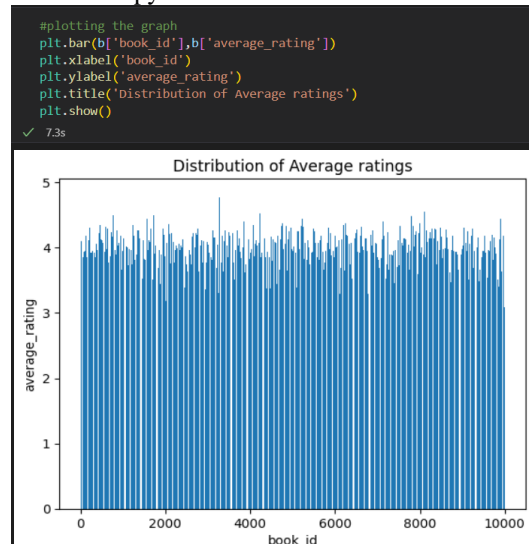 #plotting the graph
plt.bar(b['book_id'],b['average_rating'])
plt.xlabel('book_id')
plt.ylabel('average_rating')
plt.title('Distribution of Average ratings')
plt.show()
✓ 7.3s
Distribution of Average ratings
5
4
3
2
1
0
average_rating
0 2000 4000 6000 8000 10000
book_id